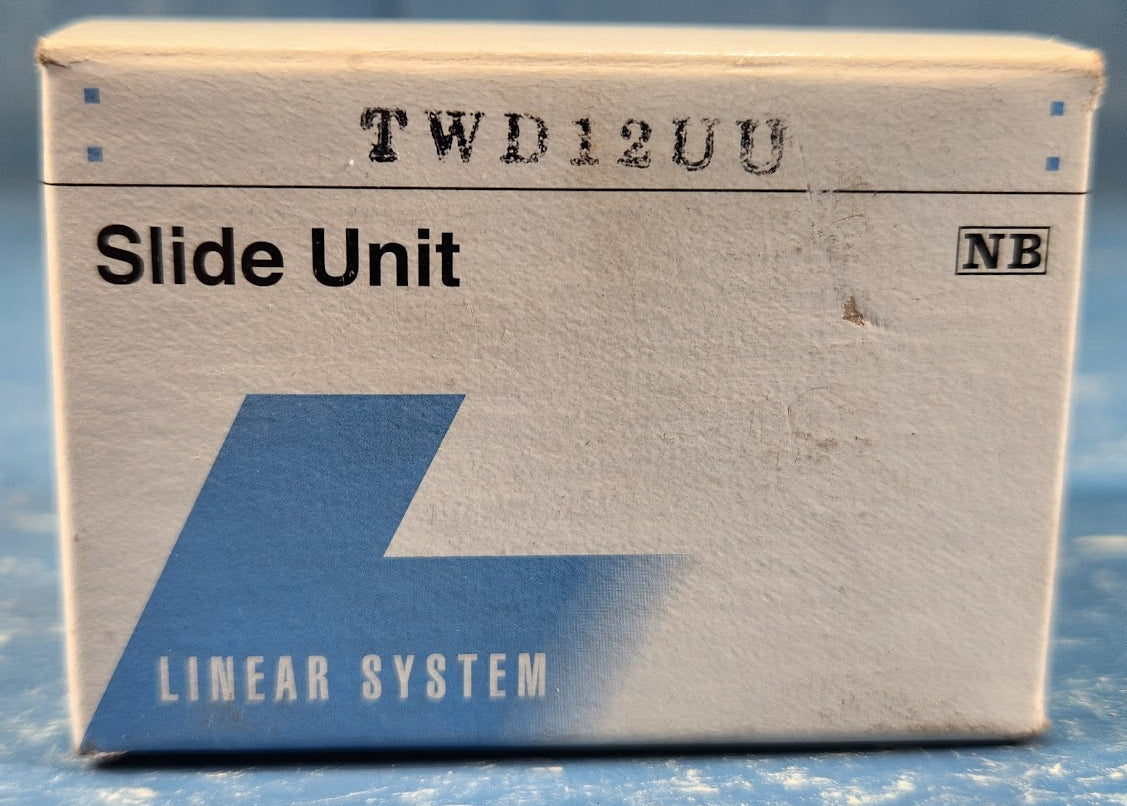 TWD12UU
Slide Unit
NB
LINEAR SYSTEM